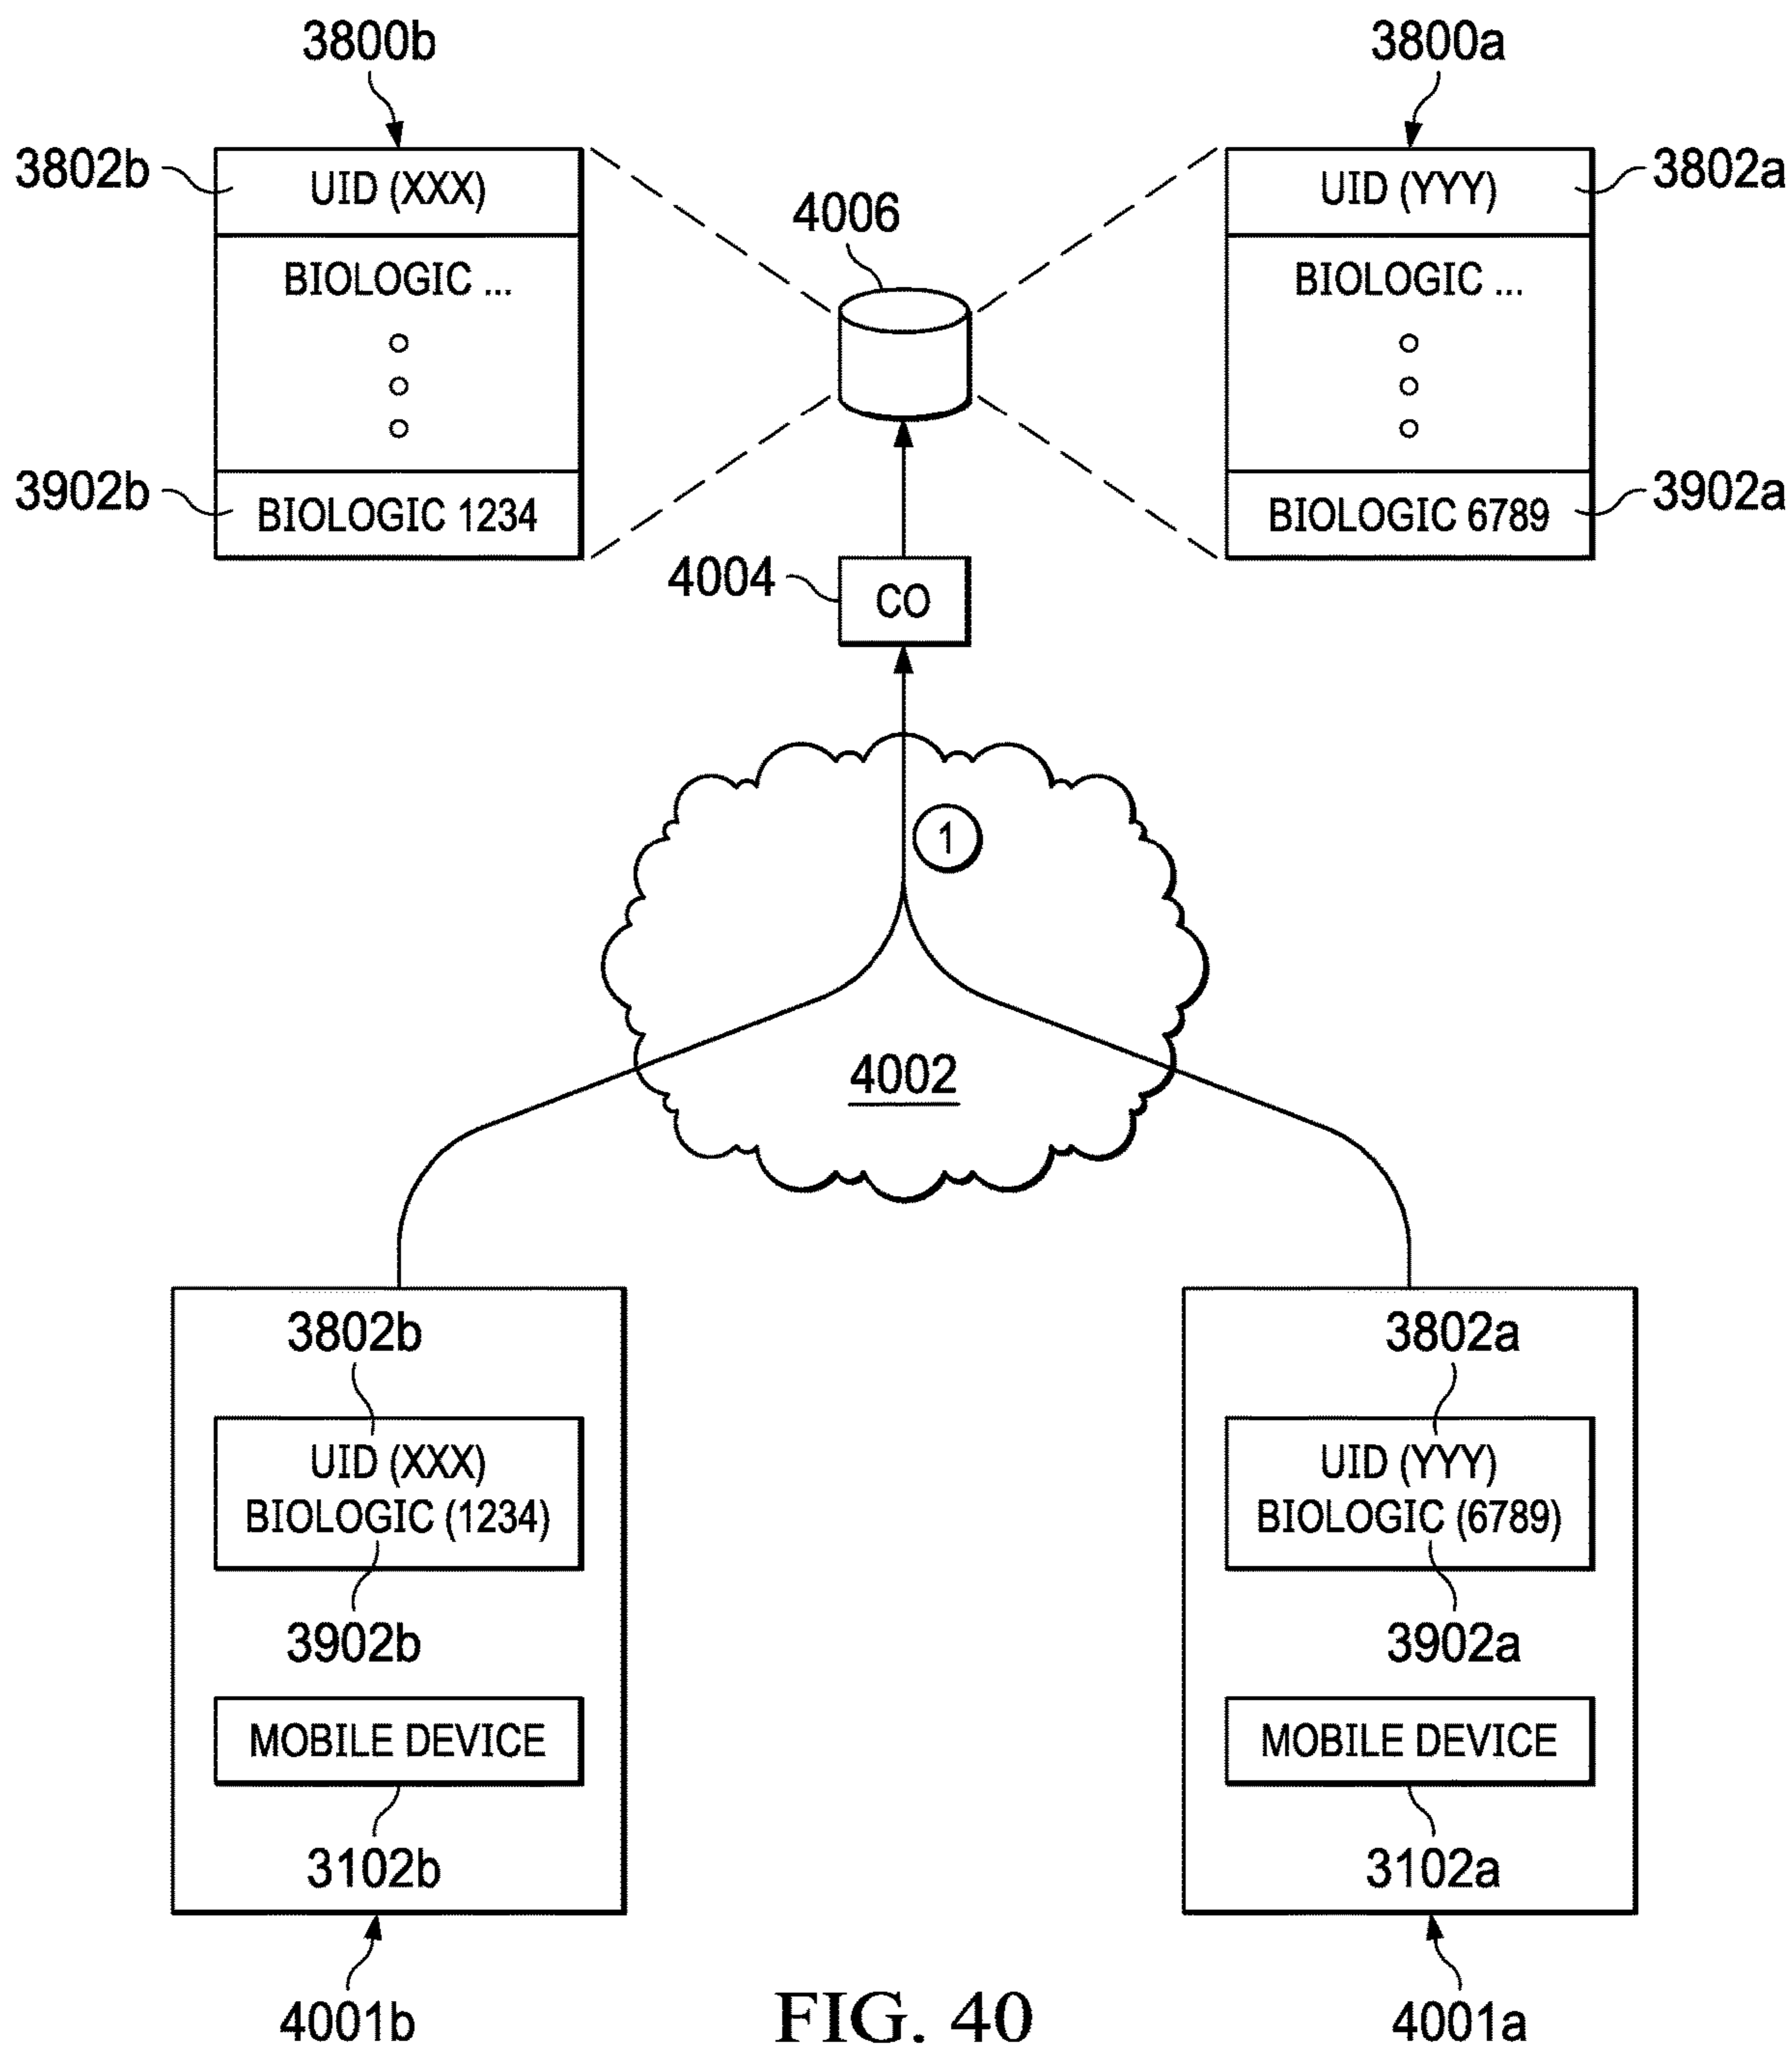 3800b
3800a
3802b
UID (XXX)
4006
UID (YYY)
3802a
BIOLOGIC ...
BIOLOGIC ...
3902b
BIOLOGIC 1234
BIOLOGIC 6789
3902a
4004
CO
1
4002
3802b
3802a
UID (XXX)
BIOLOGIC (1234)
UID (YYY)
BIOLOGIC (6789)
3902b
3902a
MOBILE DEVICE
MOBILE DEVICE
3102b
3102a
4001b
FIG. 40
4001a